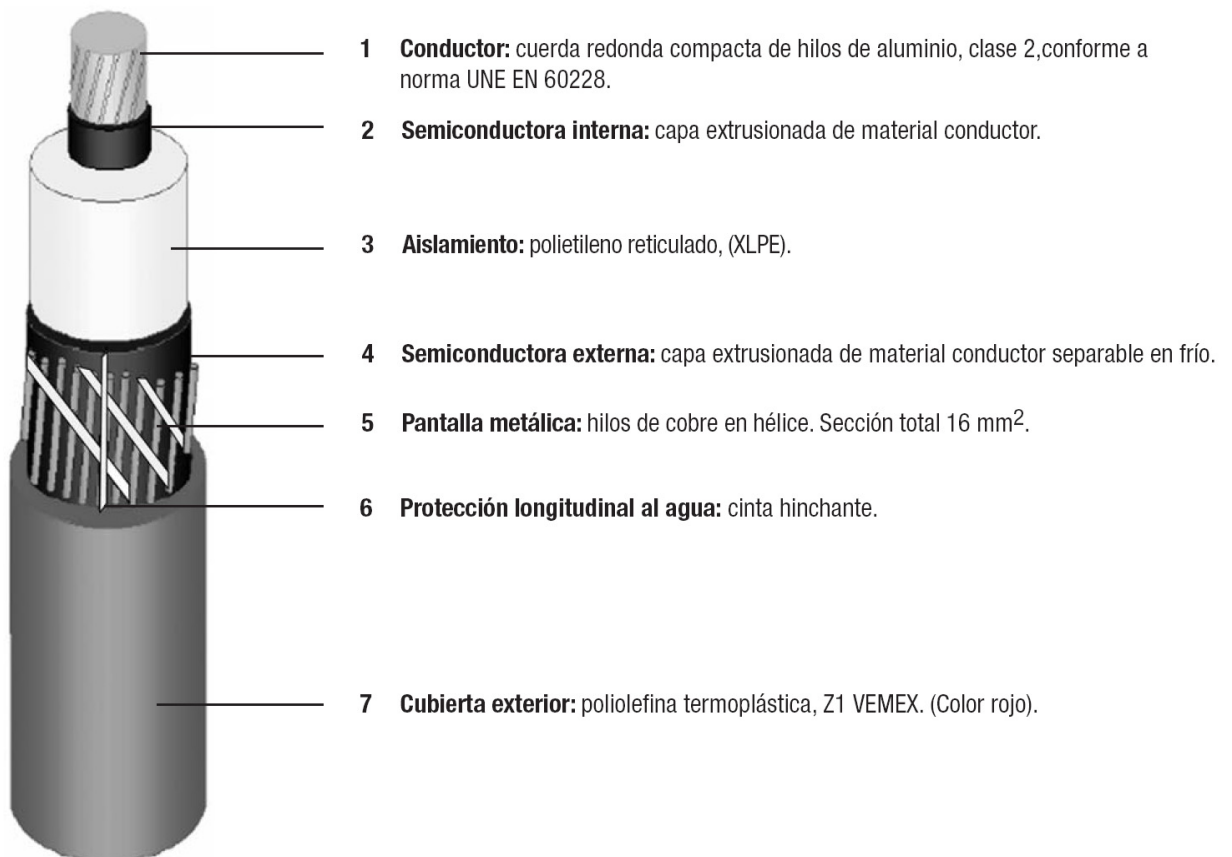 1 Conductor: cuerda redonda compacta de hilos de aluminio, clase 2,conforme a
norma UNE EN 60228.
2 Semiconductora interna: capa extrusionada de material conductor.
3 Aislamiento: polietileno reticulado, (XLPE).
4 Semiconductora externa: capa extrusionada de material conductor separable en frío.
5 Pantalla metálica: hilos de cobre en hélice. Sección total 16 mm².
6 Protección longitudinal al agua: cinta hinchante.
7 Cubierta exterior: poliolefina termoplástica, Z1 VEMEX. (Color rojo).